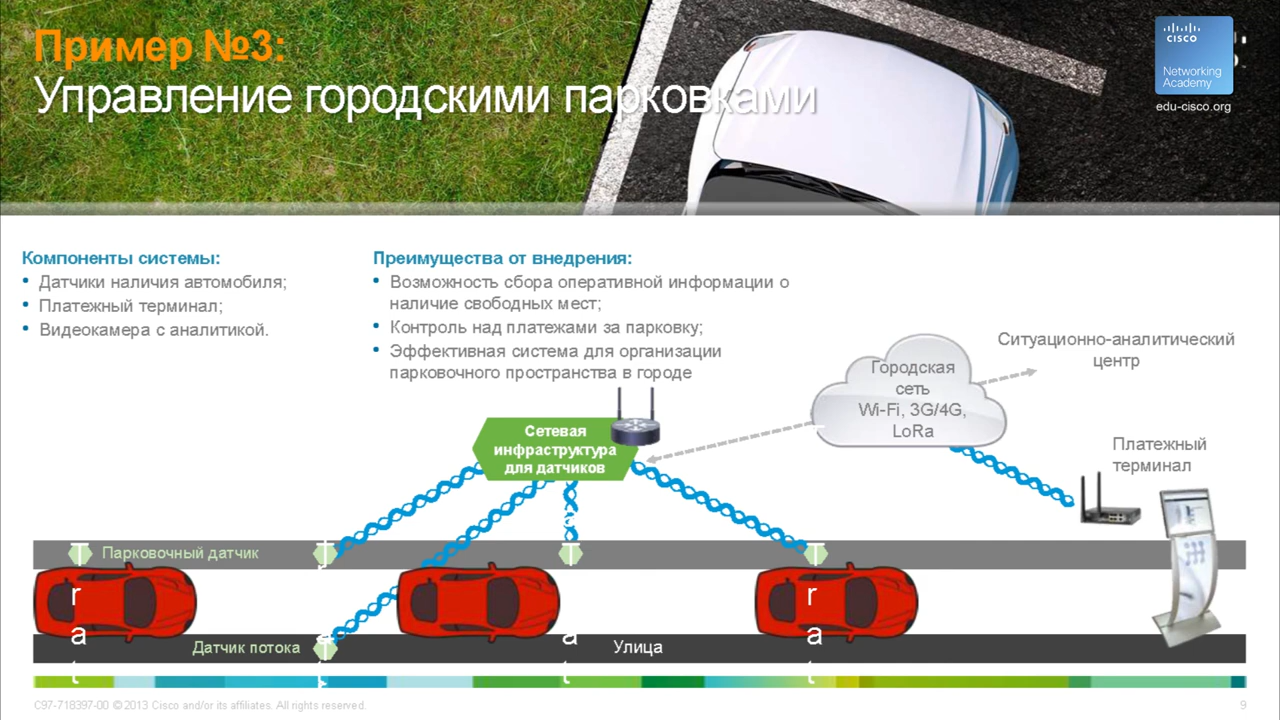 Пример №3:
Управление городскими парковками
CISCO
Networking
Academy
edu-cisco.org
Компоненты системы:
• Датчики наличия автомобиля;
• Платежный терминал;
• Видеокамера с аналитикой.
Преимущества от внедрения:
• Возможность сбора оперативной информации о
наличие свободных мест;
• Контроль над платежами за парковку;
• Эффективная система для организации
парковочного пространства в городе
Ситуационно-аналитический
центр
Городская
сеть
Wi-Fi, 3G/4G,
LoRa
Сетевая
инфраструктура
для датчиков
Платежный
терминал
Парковочный датчик
Датчик потока
Улица
C97-718397-00 © 2013 Cisco and/or its affiliates. All rights reserved.
9